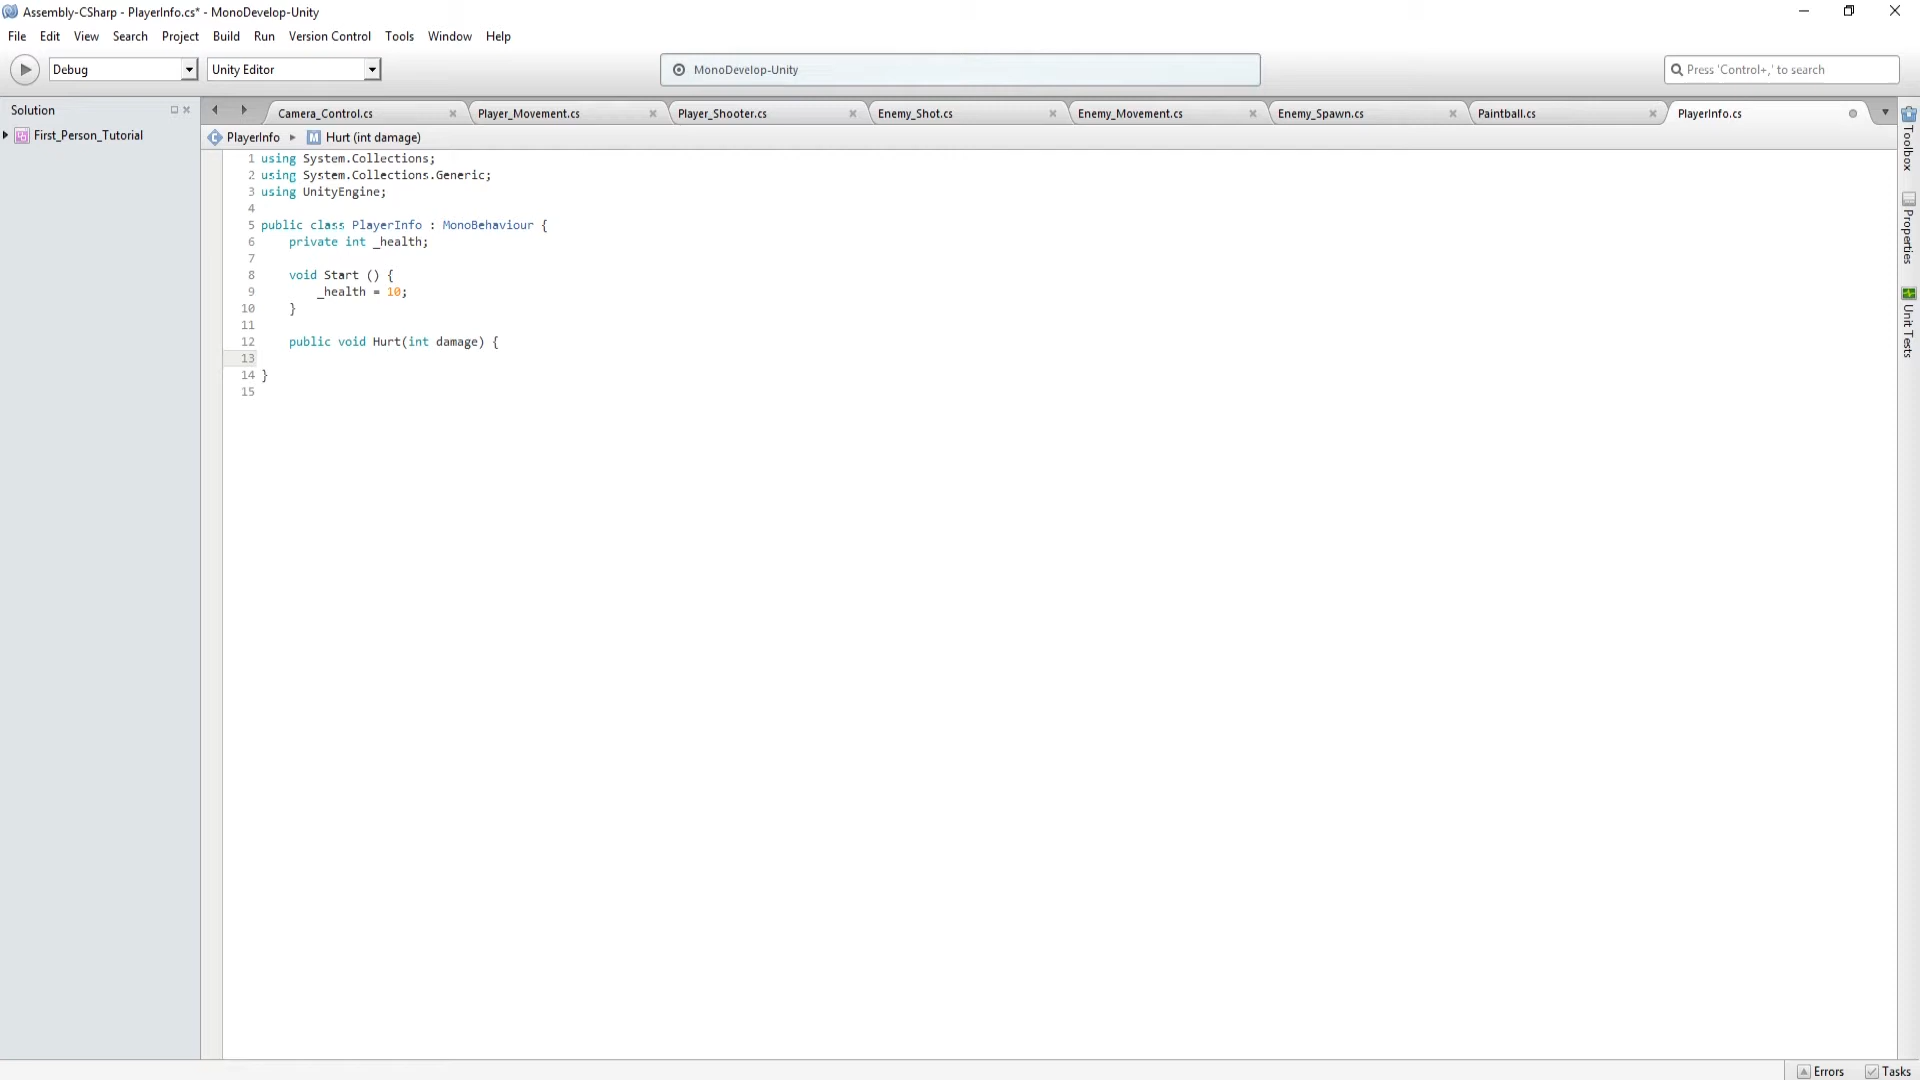 Assembly-CSharp - PlayerInfo.cs* - MonoDevelop-Unity
File Edit View Search Project Build Run Version Control Tools Window Help
Debug Unity Editor MonoDevelop-Unity Press 'Control+,' to search
Solution
First_Person_Tutorial
Camera_Control.cs Player_Movement.cs Player_Shooter.cs Enemy_Shot.cs Enemy_Movement.cs Enemy_Spawn.cs Paintball.cs PlayerInfo.cs
PlayerInfo Hurt (int damage)
1 using System.Collections;
2 using System.Collections.Generic;
3 using UnityEngine;
4
5 public class PlayerInfo : MonoBehaviour {
6 private int _health;
7
8 void Start () {
9 _health = 10;
10 }
11
12 public void Hurt(int damage) {
13
14 }
15
Toolbox
Properties
Unit Tests
Errors Tasks